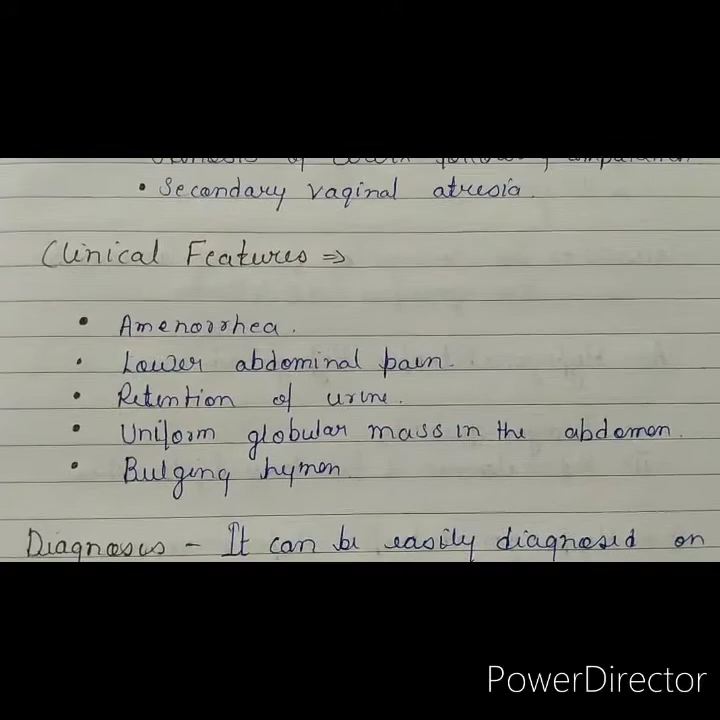 of
• Secondary vaginal atresia.
Clinical Features ⇒
• Amenorrhea.
• Lower abdominal pain.
• Retention of urine.
• Uniform globular mass in the abdomen.
• Bulging hymen
Diagnosis - It can be easily diagnosed on
PowerDirector